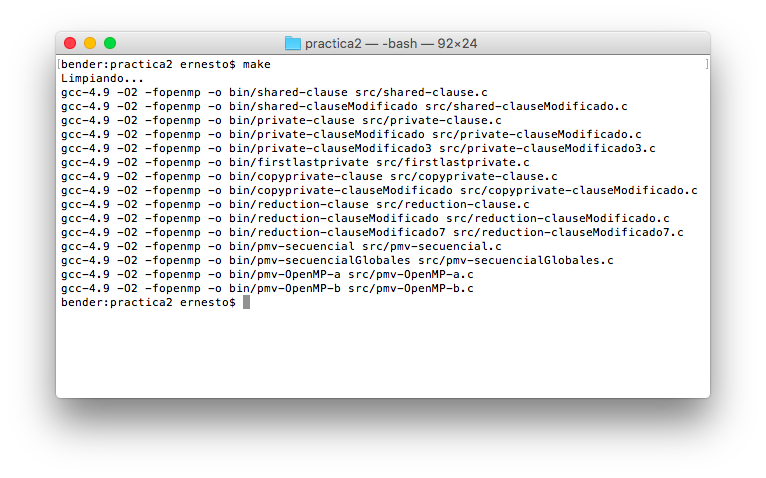 practica2 — -bash — 92×24
[bender:practica2 ernesto$ make ]
Limpiando...
gcc-4.9 -O2 -fopenmp -o bin/shared-clause src/shared-clause.c
gcc-4.9 -O2 -fopenmp -o bin/shared-clauseModificado src/shared-clauseModificado.c
gcc-4.9 -O2 -fopenmp -o bin/private-clause src/private-clause.c
gcc-4.9 -O2 -fopenmp -o bin/private-clauseModificado src/private-clauseModificado.c
gcc-4.9 -O2 -fopenmp -o bin/private-clauseModificado3 src/private-clauseModificado3.c
gcc-4.9 -O2 -fopenmp -o bin/firstlastprivate src/firstlastprivate.c
gcc-4.9 -O2 -fopenmp -o bin/copyprivate-clause src/copyprivate-clause.c
gcc-4.9 -O2 -fopenmp -o bin/copyprivate-clauseModificado src/copyprivate-clauseModificado.c
gcc-4.9 -O2 -fopenmp -o bin/reduction-clause src/reduction-clause.c
gcc-4.9 -O2 -fopenmp -o bin/reduction-clauseModificado src/reduction-clauseModificado.c
gcc-4.9 -O2 -fopenmp -o bin/reduction-clauseModificado7 src/reduction-clauseModificado7.c
gcc-4.9 -O2 -fopenmp -o bin/pmv-secuencial src/pmv-secuencial.c
gcc-4.9 -O2 -fopenmp -o bin/pmv-secuencialGlobales src/pmv-secuencialGlobales.c
gcc-4.9 -O2 -fopenmp -o bin/pmv-OpenMP-a src/pmv-OpenMP-a.c
gcc-4.9 -O2 -fopenmp -o bin/pmv-OpenMP-b src/pmv-OpenMP-b.c
bender:practica2 ernesto$